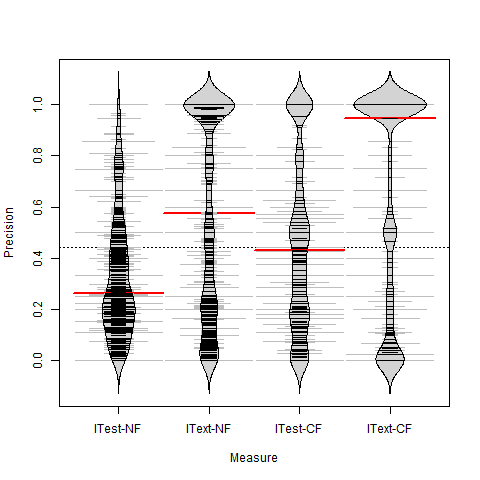 Precision
1.0
0.8
0.6
0.4
0.2
0.0
ITest-NF
IText-NF
ITest-CF
IText-CF
Measure